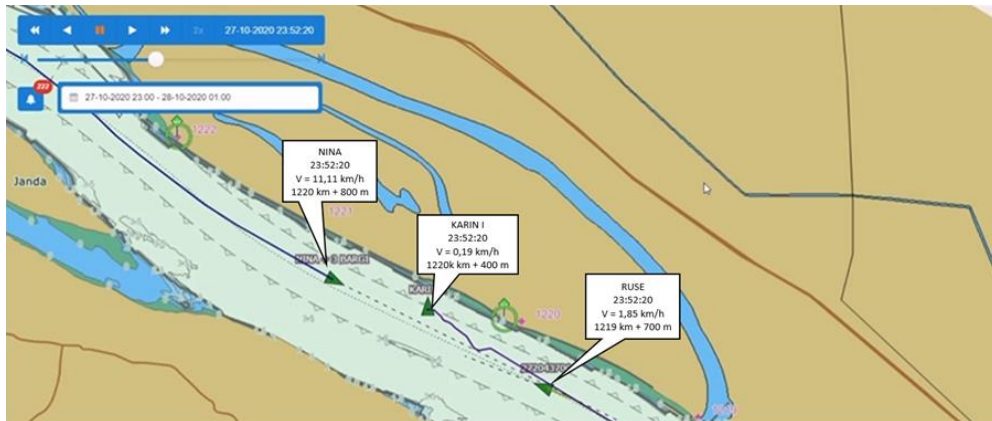 2x 27-10-2020 23:52:20
222
27-10-2020 23:00 - 28-10-2020 01:00
1222
Janda
NINA
23:52:20
V = 11,11 km/h
1220 km + 800 m
1221
KARIN I
23:52:20
V = 0,19 km/h
1220k km + 400 m
RUSE
23:52:20
V = 1,85 km/h
1219 km + 700 m
BARGI
KARI
1220